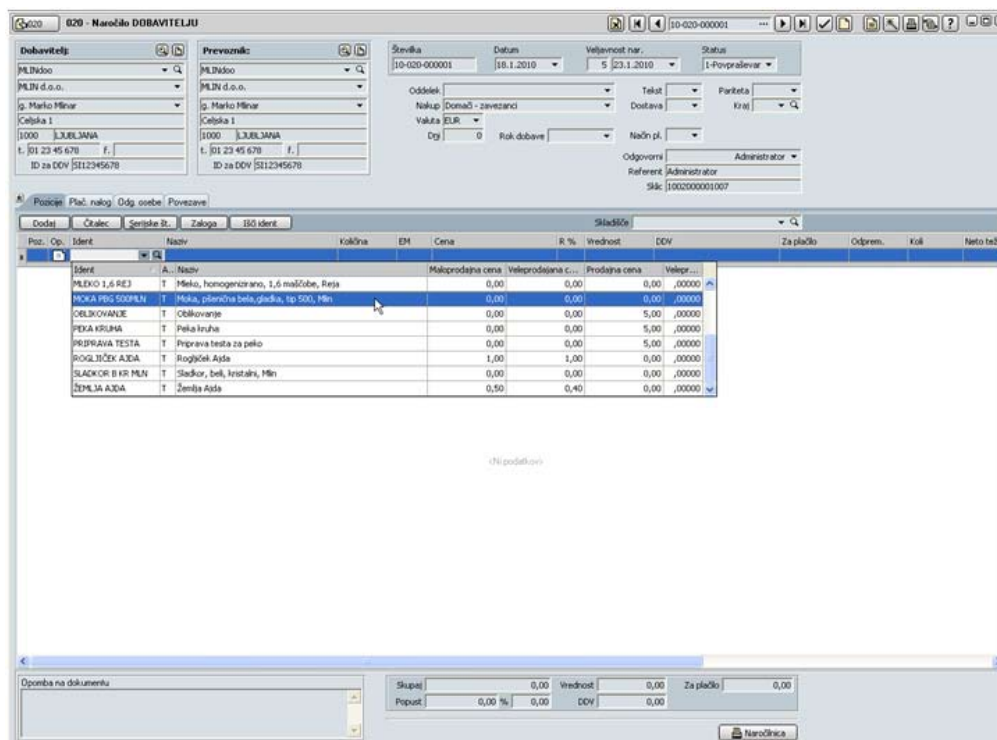 020 020 - Naročilo DOBAVITELJU 10-020-000001
Dobavitelj: Prevoznik:
MLINdoo MLINdoo
MLIN d.o.o. MLIN d.o.o.
g. Marko Mlinar g. Marko Mlinar
Celjska 1 Celjska 1
1000 LJUBLJANA 1000 LJUBLJANA
t. 01 23 45 678 f. t. 01 23 45 678 f.
ID za DDV SI12345678 ID za DDV SI12345678
Številka Datum Veljavnost nar. Status
10-020-000001 18.1.2010 5 23.1.2010 1-Povpraševar
Oddelek Tekst Pariteta
Nakup Domači - zavezanci Dostava Kraj
Valuta EUR
Dni 0 Rok dobave Način pl.
Odgovorni Administrator
Referent Administrator
Sklic 1002000001007
Pozicije Plač. nalog Odg. osebe Povezave
Dodaj Čitalec Serijske št. Zaloga Išči ident Skladišče
Poz. Op. Ident Naziv Količina EM Cena R % Vrednost DDV Za plačilo Odprem. Koli Neto tež
Ident A.. Naziv Maloprodajna cena Veleprodajana c... Prodajna cena Velepr...
MLEKO 1,6 REJ T Mleko, homogenizirano, 1,6 maščobe, Reja 0,00 0,00 0,00 ,00000
MOKA PBG 500MLN T Moka, pšenična bela,gladka, tip 500, Mlin 0,00 0,00 0,00 ,00000
OBLIKOVANJE T Oblikovanje 0,00 0,00 5,00 ,00000
PEKA KRUHA T Peka kruha 0,00 0,00 5,00 ,00000
PRIPRAVA TESTA T Priprava testa za peko 0,00 0,00 5,00 ,00000
ROGLJIČEK AJDA T Rogljiček Ajda 1,00 1,00 0,00 ,00000
SLADKOR B KR MLN T Sladkor, beli, kristalni, Mlin 0,00 0,00 0,00 ,00000
ŽEMLJA AJDA T Žemlja Ajda 0,50 0,40 0,00 ,00000
<Ni podatkov>
Opomba na dokumentu
Skupaj 0,00 Vrednost 0,00 Za plačilo 0,00
Popust 0,00 % 0,00 DDV 0,00
Naročilnica